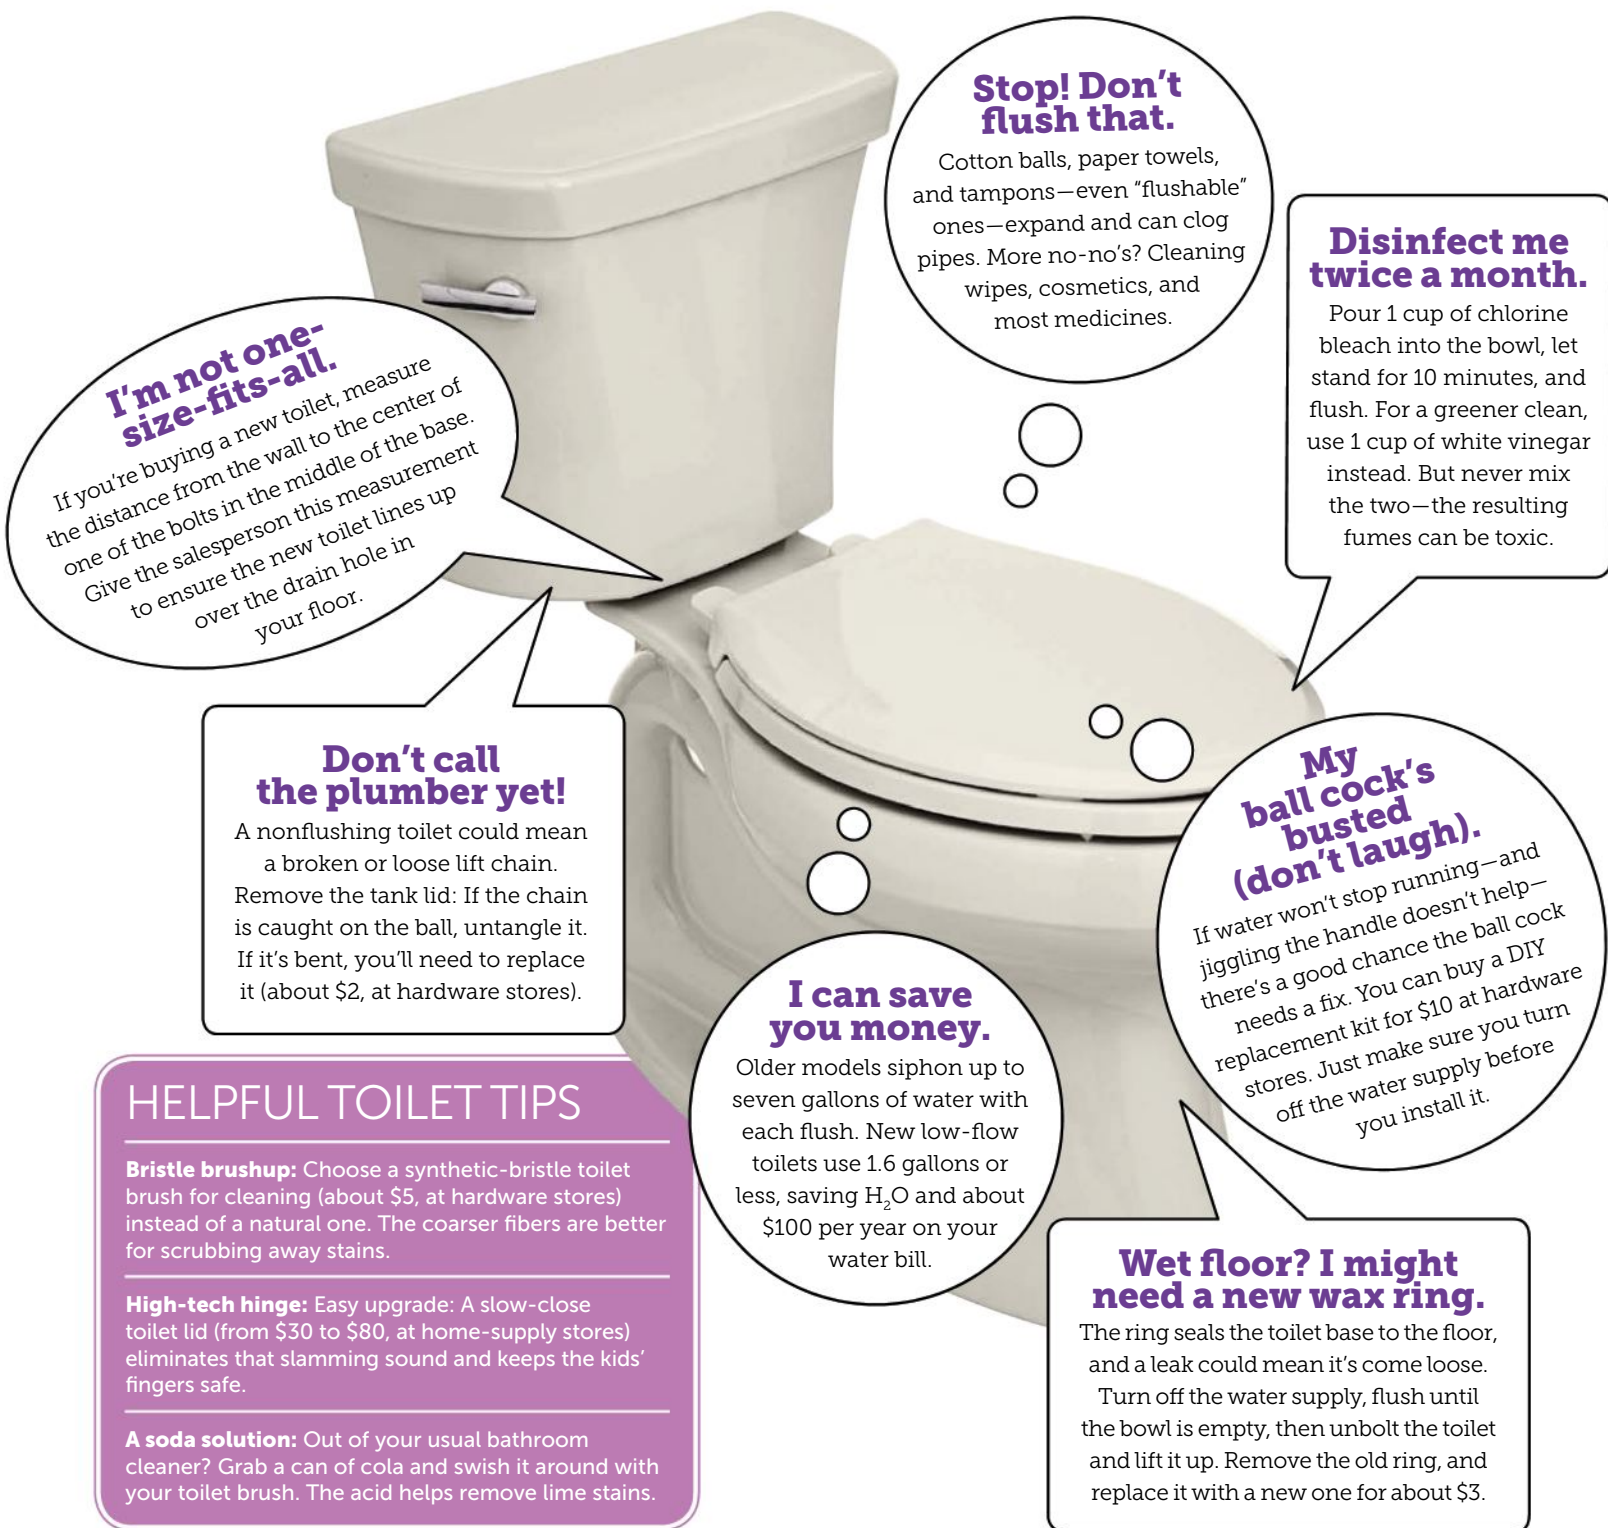 Stop! Don't
flush that.
Cotton balls, paper towels,
and tampons—even "flushable"
ones—expand and can clog
pipes. More no-no's? Cleaning
wipes, cosmetics, and
most medicines.
Disinfect me
twice a month.
Pour 1 cup of chlorine
bleach into the bowl, let
stand for 10 minutes, and
flush. For a greener clean,
use 1 cup of white vinegar
instead. But never mix
the two—the resulting
fumes can be toxic.
I'm not one-
size-fits-all.
If you're buying a new toilet, measure
the distance from the wall to the center of
one of the bolts in the middle of the base.
Give the salesperson this measurement
to ensure the new toilet lines up
over the drain hole in
your floor.
Don't call
the plumber yet!
A nonflushing toilet could mean
a broken or loose lift chain.
Remove the tank lid: If the chain
is caught on the ball, untangle it.
If it's bent, you'll need to replace
it (about $2, at hardware stores).
My
ball cock's
busted
(don't laugh).
If water won't stop running—and
jiggling the handle doesn't help—
there's a good chance the ball cock
needs a fix. You can buy a DIY
replacement kit for $10 at hardware
stores. Just make sure you turn
off the water supply before
you install it.
I can save
you money.
Older models siphon up to
seven gallons of water with
each flush. New low-flow
toilets use 1.6 gallons or
less, saving H₂O and about
$100 per year on your
water bill.
HELPFUL TOILET TIPS
Bristle brushup: Choose a synthetic-bristle toilet
brush for cleaning (about $5, at hardware stores)
instead of a natural one. The coarser fibers are better
for scrubbing away stains.
High-tech hinge: Easy upgrade: A slow-close
toilet lid (from $30 to $80, at home-supply stores)
eliminates that slamming sound and keeps the kids'
fingers safe.
A soda solution: Out of your usual bathroom
cleaner? Grab a can of cola and swish it around with
your toilet brush. The acid helps remove lime stains.
Wet floor? I might
need a new wax ring.
The ring seals the toilet base to the floor,
and a leak could mean it's come loose.
Turn off the water supply, flush until
the bowl is empty, then unbolt the toilet
and lift it up. Remove the old ring, and
replace it with a new one for about $3.